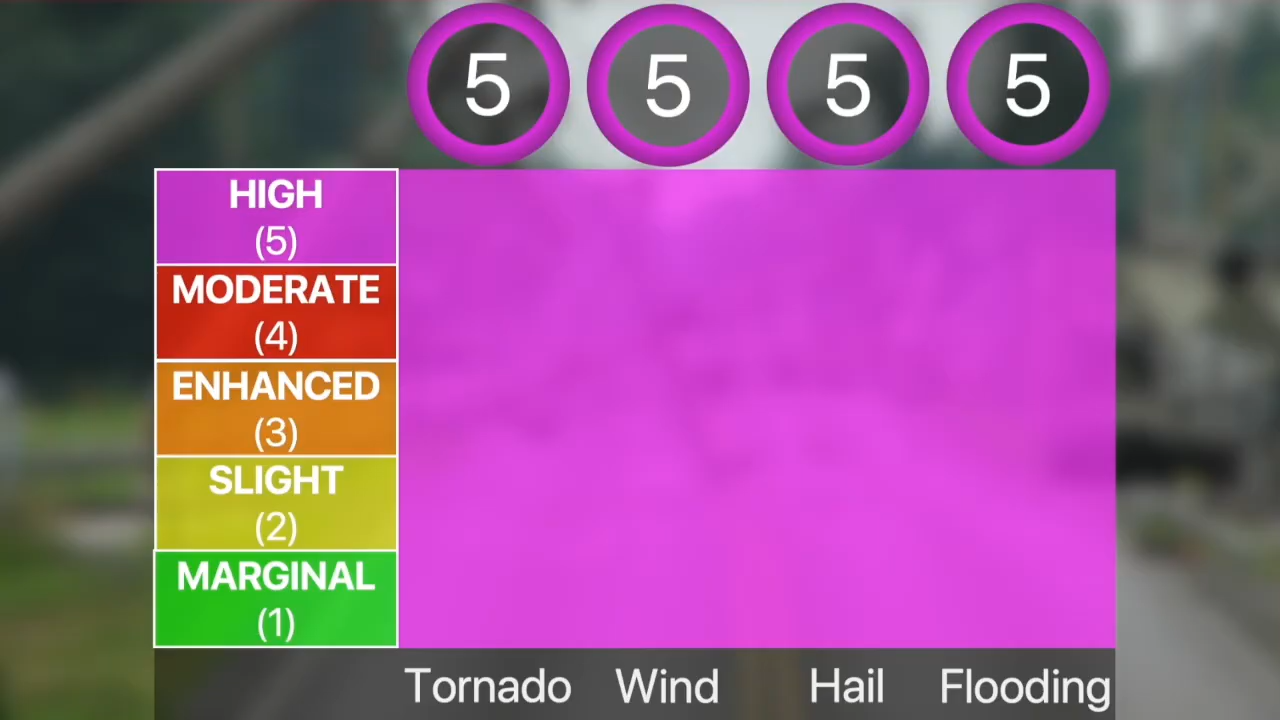 5 5 5 5
HIGH
(5)
MODERATE
(4)
ENHANCED
(3)
SLIGHT
(2)
MARGINAL
(1)
Tornado Wind Hail Flooding